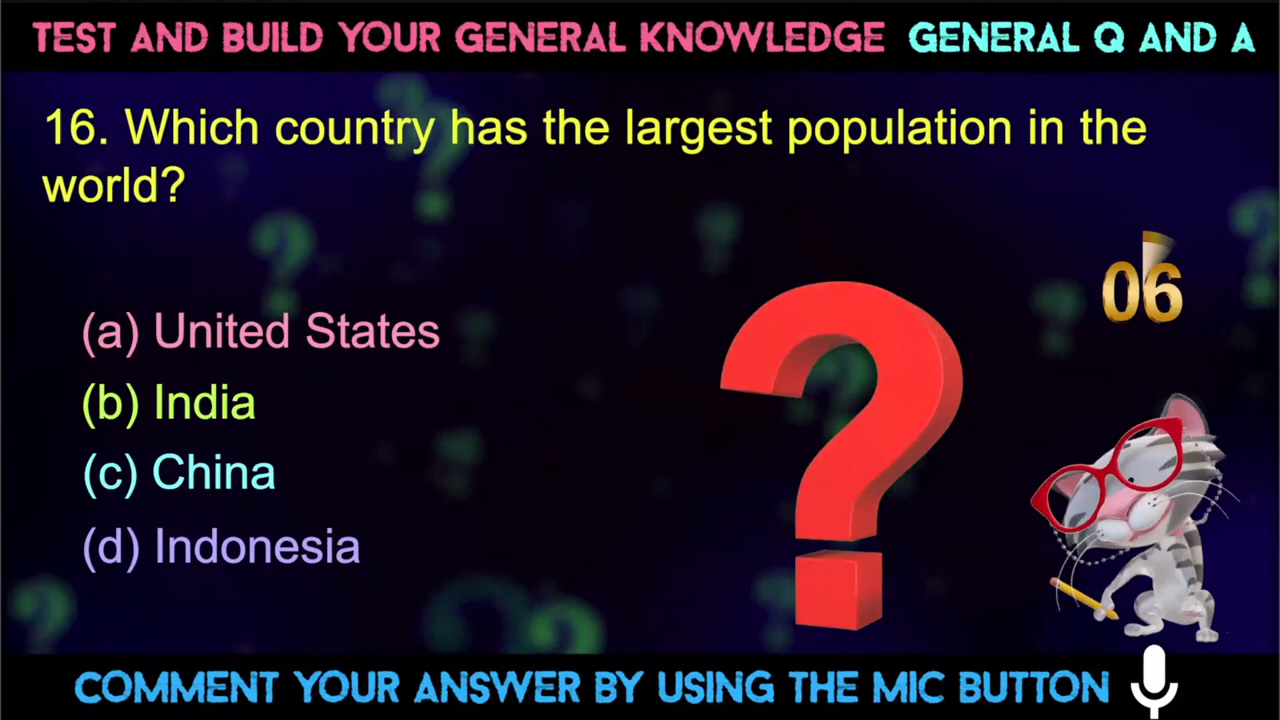 TEST AND BUILD YOUR GENERAL KNOWLEDGE GENERAL Q AND A
16. Which country has the largest population in the
world?
06
(a) United States
(b) India
(c) China
(d) Indonesia
COMMENT YOUR ANSWER BY USING THE MIC BUTTON